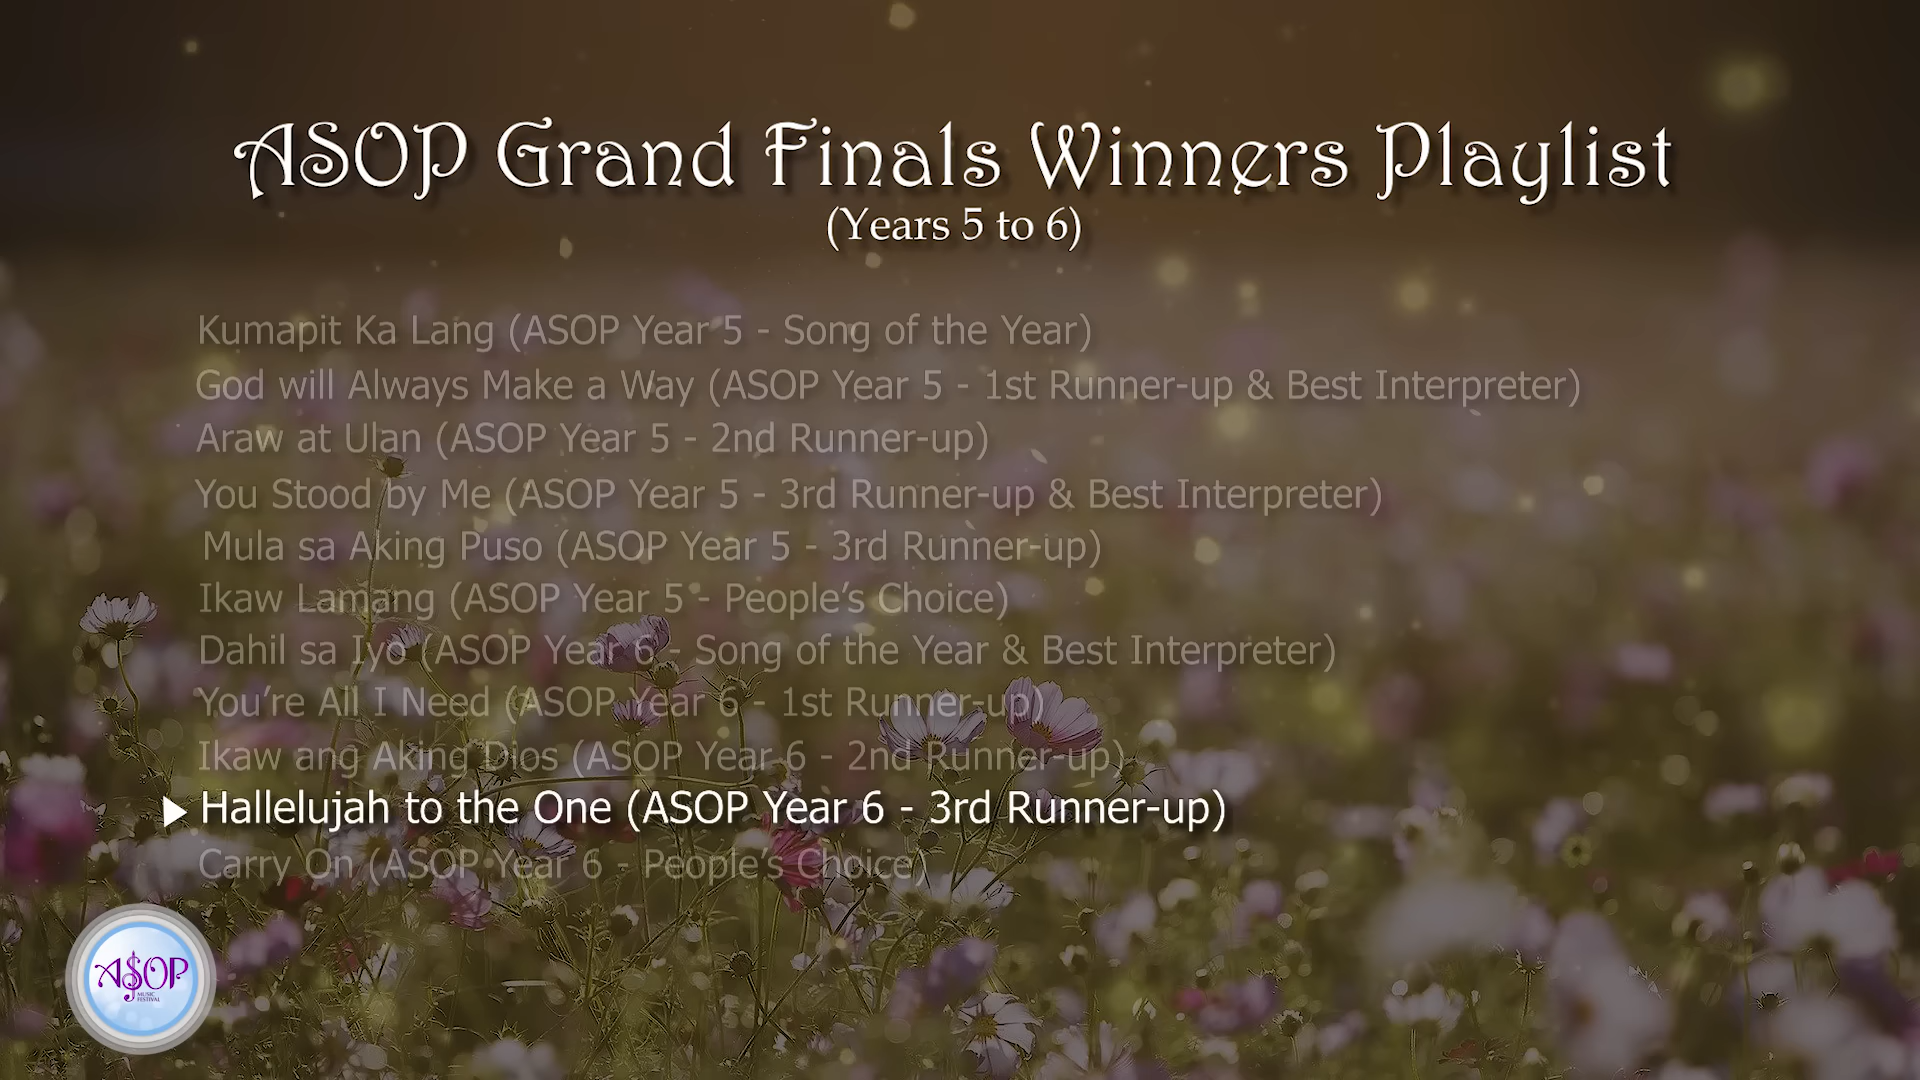 ASOP Grand Finals Winners Playlist
(Years 5 to 6)
Kumapit Ka Lang (ASOP Year 5 - Song of the Year)
God will Always Make a Way (ASOP Year 5 - 1st Runner-up & Best Interpreter)
Araw at Ulan (ASOP Year 5 - 2nd Runner-up)
You Stood by Me (ASOP Year 5 - 3rd Runner-up & Best Interpreter)
Mula sa Aking Puso (ASOP Year 5 - 3rd Runner-up)
Ikaw Lamang (ASOP Year 5 - People’s Choice)
Dahil sa Iyo (ASOP Year 6 - Song of the Year & Best Interpreter)
You’re All I Need (ASOP Year 6 - 1st Runner-up)
Ikaw ang Aking Dios (ASOP Year 6 - 2nd Runner-up)
Hallelujah to the One (ASOP Year 6 - 3rd Runner-up)
Carry On (ASOP Year 6 - People’s Choice)
ASOP
MUSIC
FESTIVAL